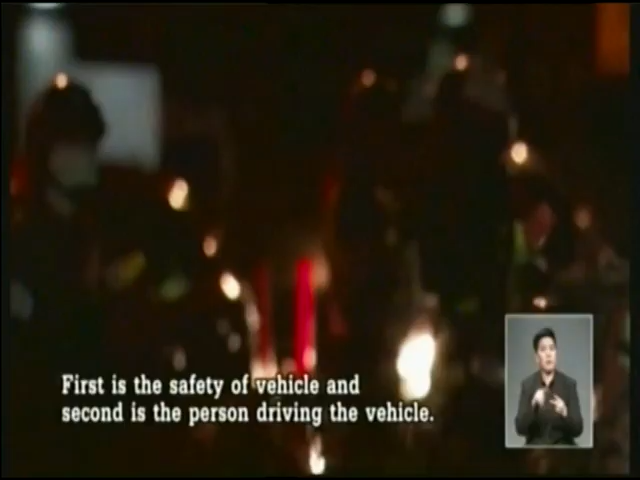 First is the safety of vehicle and
second is the person driving the vehicle.